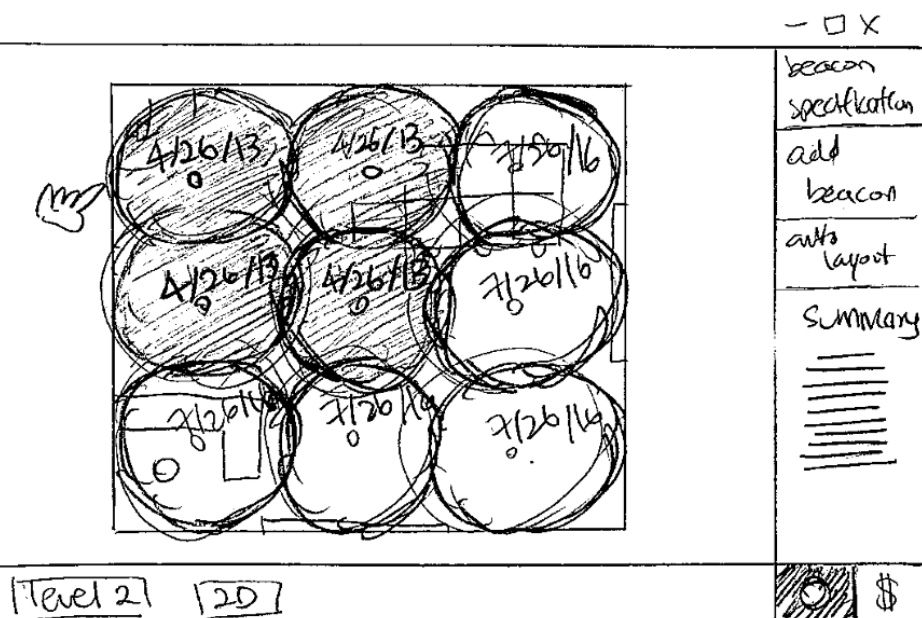 — □ X
beacon
specification
add
beacon
auto
layout
Summary
4/26/13
4/26/13
7/26/16
4/26/13
4/26/13
7/26/16
7/26/16
7/26/16
7/26/16
Level 2
2D
$